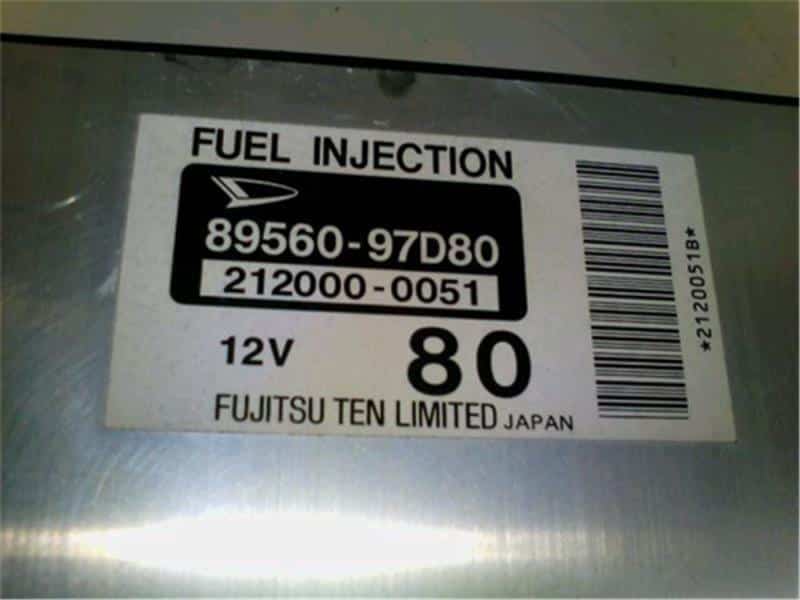 FUEL INJECTION
89560-97D80
212000-0051
12V 80
FUJITSU TEN LIMITED JAPAN
*2120051B*